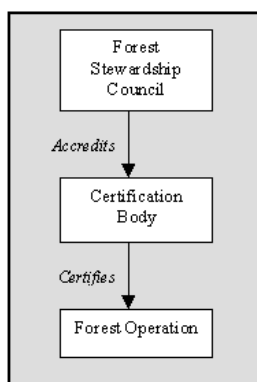 Forest
Stewardship
Council
Accredits
Certification
Body
Certifies
Forest Operation